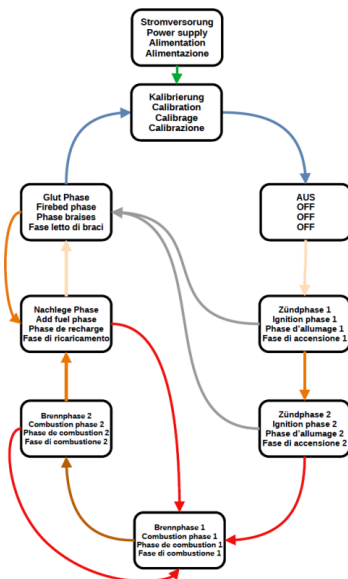 Stromversorung
Power supply
Alimentation
Alimentazione
Kalibrierung
Calibration
Calibrage
Calibrazione
Glut Phase
Firebed phase
Phase braises
Fase letto di braci
AUS
OFF
OFF
OFF
Nachlege Phase
Add fuel phase
Phase de recharge
Fase di ricaricamento
Zündphase 1
Ignition phase 1
Phase d'allumage 1
Fase di accensione 1
Brennphase 2
Combustion phase 2
Phase de combustion 2
Fase di combustione 2
Zündphase 2
Ignition phase 2
Phase d'allumage 2
Fase di accensione 2
Brennphase 1
Combustion phase 1
Phase de combustion 1
Fase di combustione 1